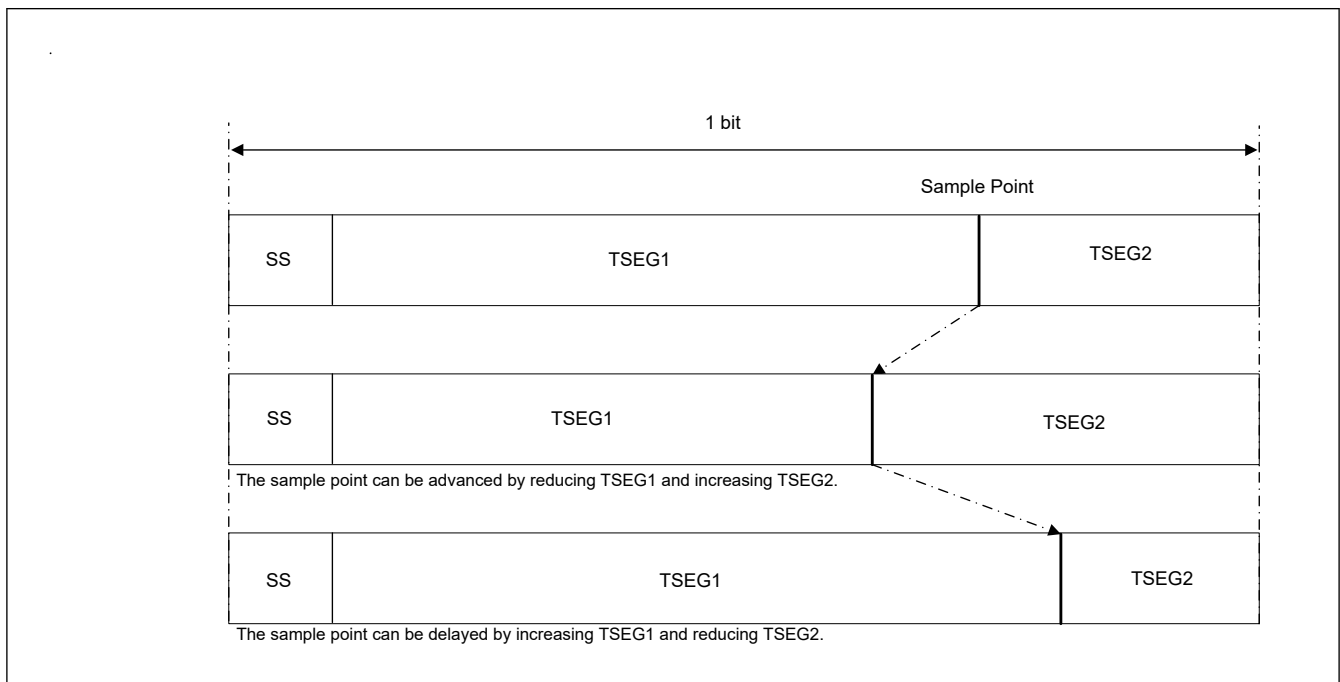 .
1 bit
Sample Point
SS TSEG1 TSEG2
SS TSEG1 TSEG2
The sample point can be advanced by reducing TSEG1 and increasing TSEG2.
SS TSEG1 TSEG2
The sample point can be delayed by increasing TSEG1 and reducing TSEG2.